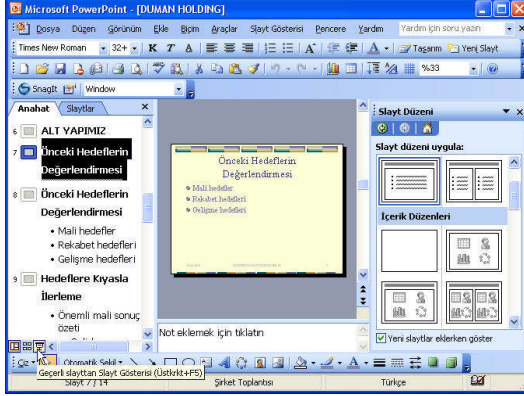 Microsoft PowerPoint - [DUMAN HOLDING]
Dosya Düzen Görünüm Ekle Biçim Araçlar Slayt Gösterisi Pencere Yardım Yardım için soru yazın
Times New Roman 32+ K T A Tasarım Yeni Slayt
%33
SnagIt Window
Anahat Slaytlar
6 ALT YAPIMIZ
7 Önceki Hedeflerin
Değerlendirmesi
8 Önceki Hedeflerin
Değerlendirmesi
• Mali hedefler
• Rekabet hedefleri
• Gelişme hedefleri
9 Hedeflere Kıyasla
İlerleme
• Önemli mali sonuç
özeti
Önceki Hedeflerin
Değerlendirmesi
Mali hedefler
Rekabet hedefleri
Gelişme hedefleri
Not eklemek için tıklatın
Slayt Düzeni
Slayt düzeni uygula:
İçerik Düzenleri
Yeni slaytlar eklerken göster
Çiz Otomatik Şekil
Geçerli slayttan Slayt Gösterisi (Üstkrkt+F5)
Slayt 7 / 14 Şirket Toplantısı Türkçe